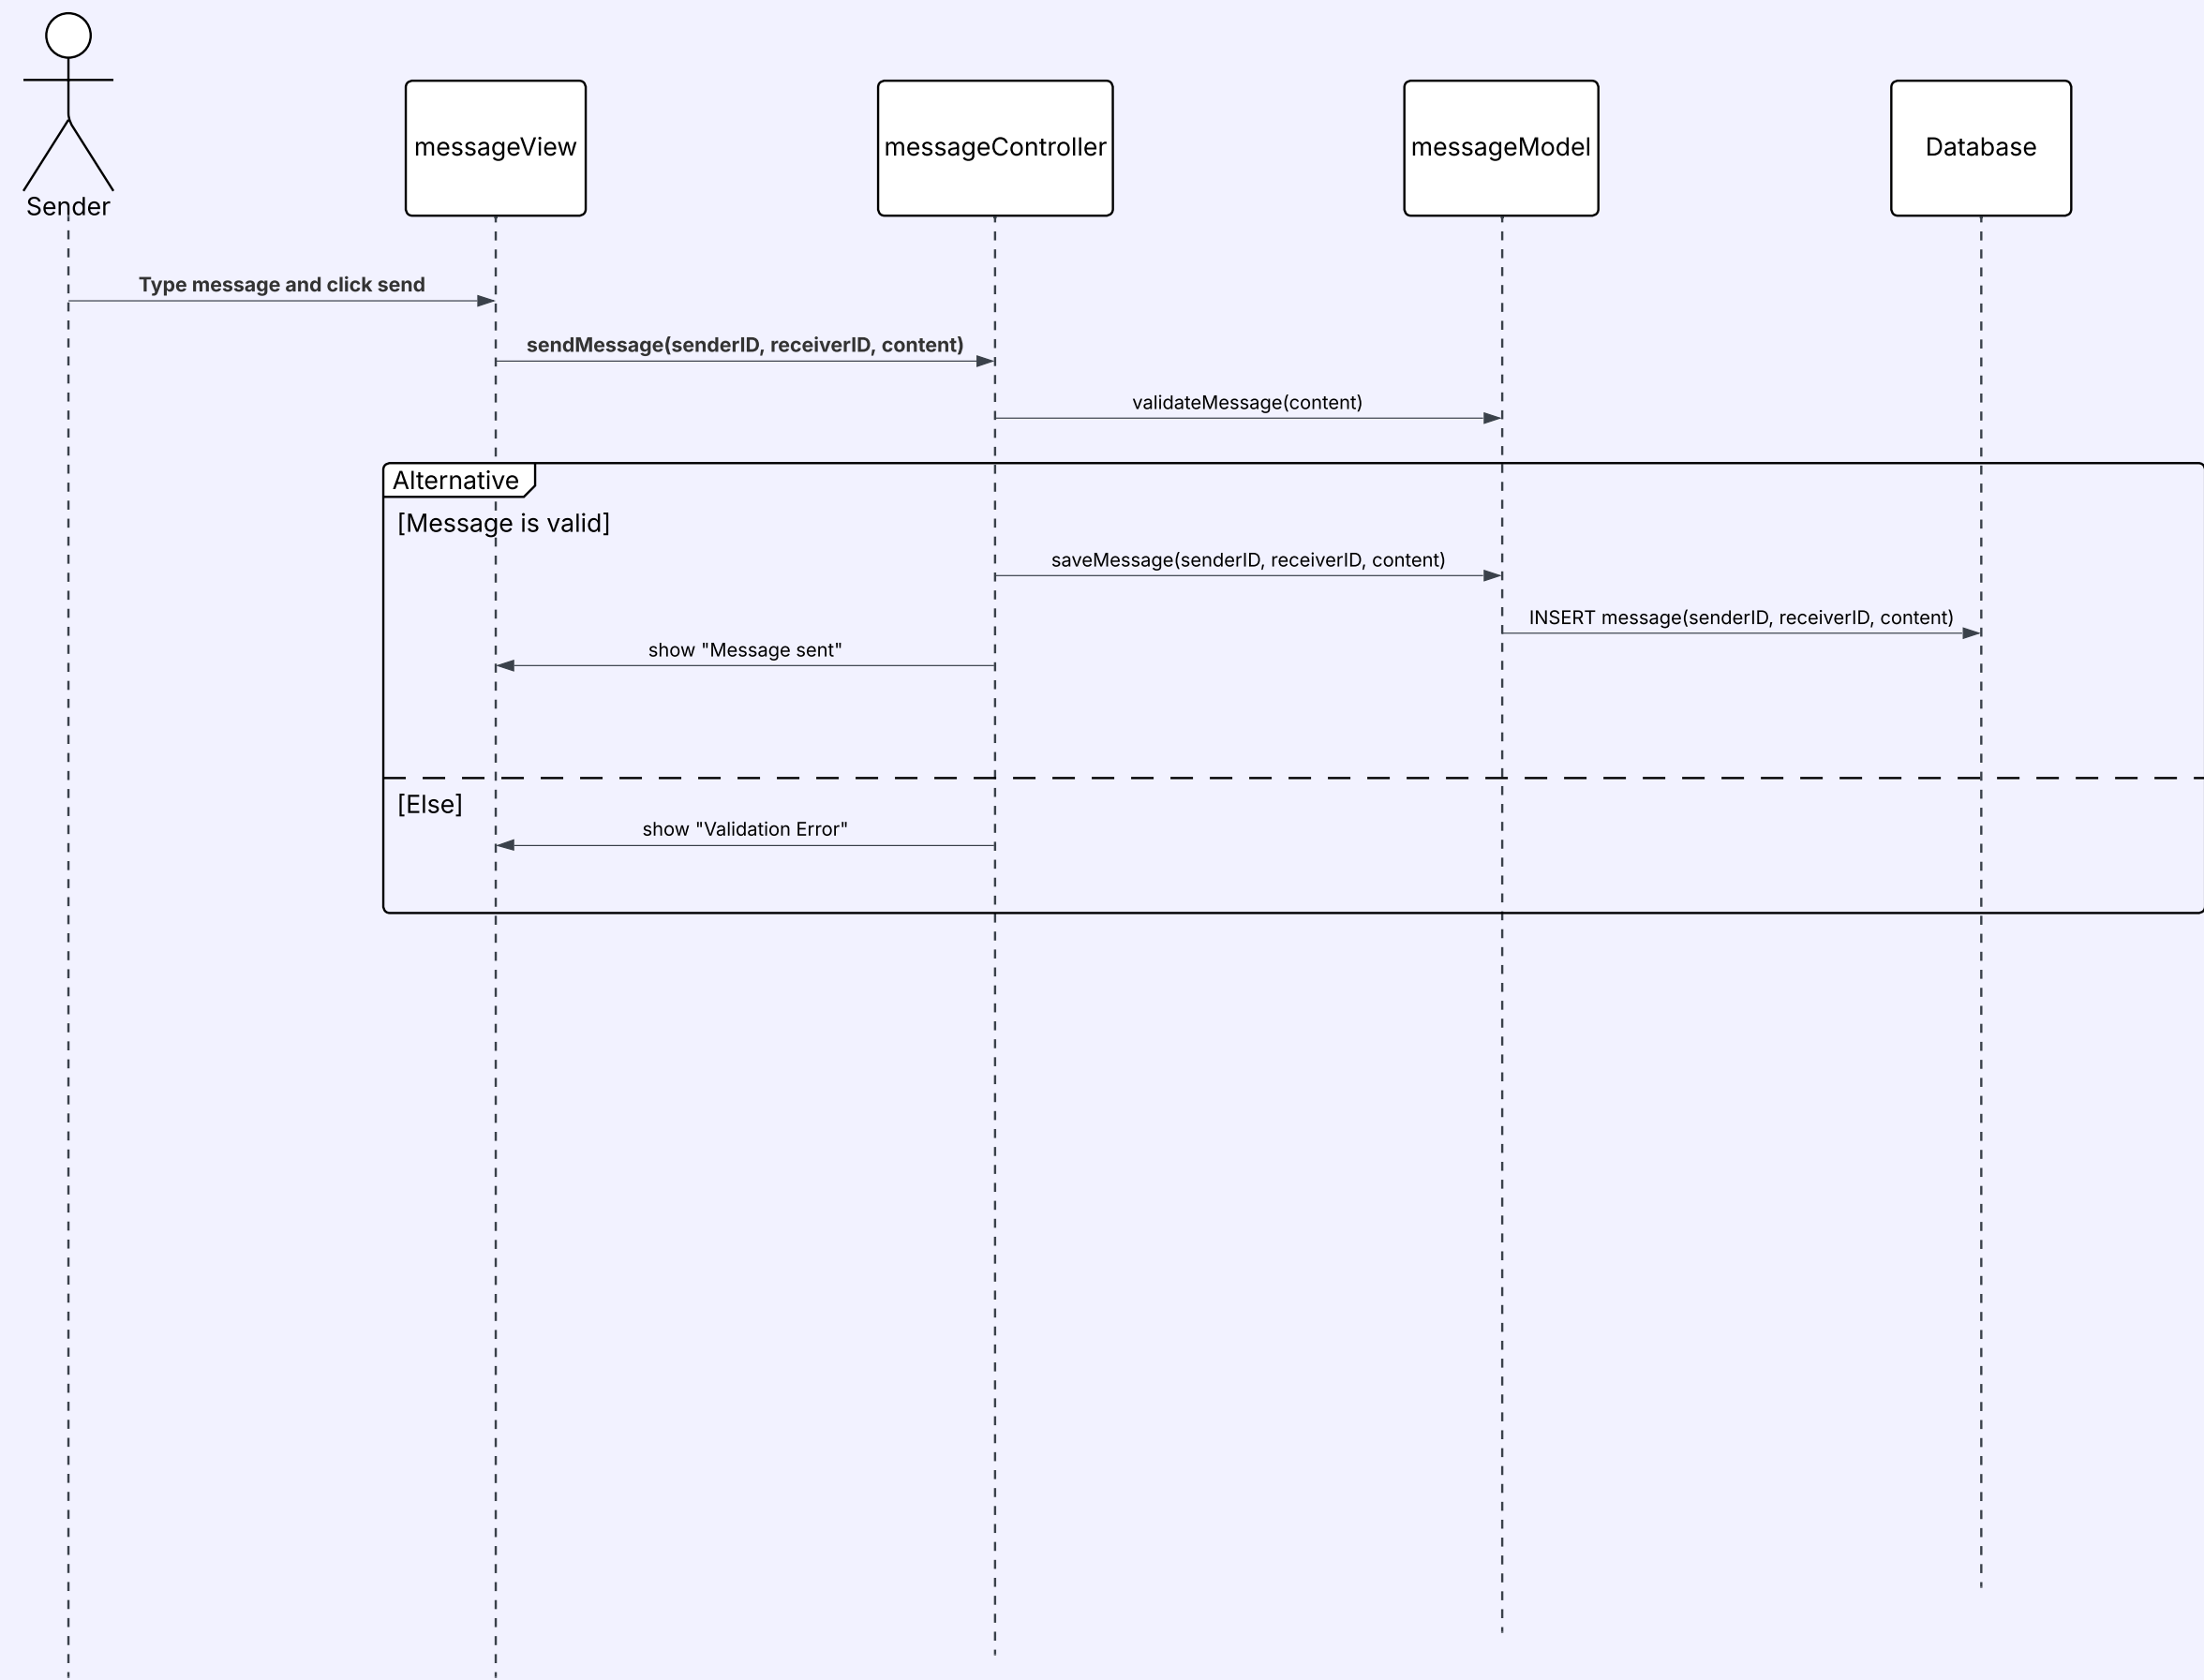 Sender
messageView
messageController
messageModel
Database
Type message and click send
sendMessage(senderID, receiverID, content)
validateMessage(content)
Alternative
[Message is valid]
saveMessage(senderID, receiverID, content)
INSERT message(senderID, receiverID, content)
show "Message sent"
[Else]
show "Validation Error"